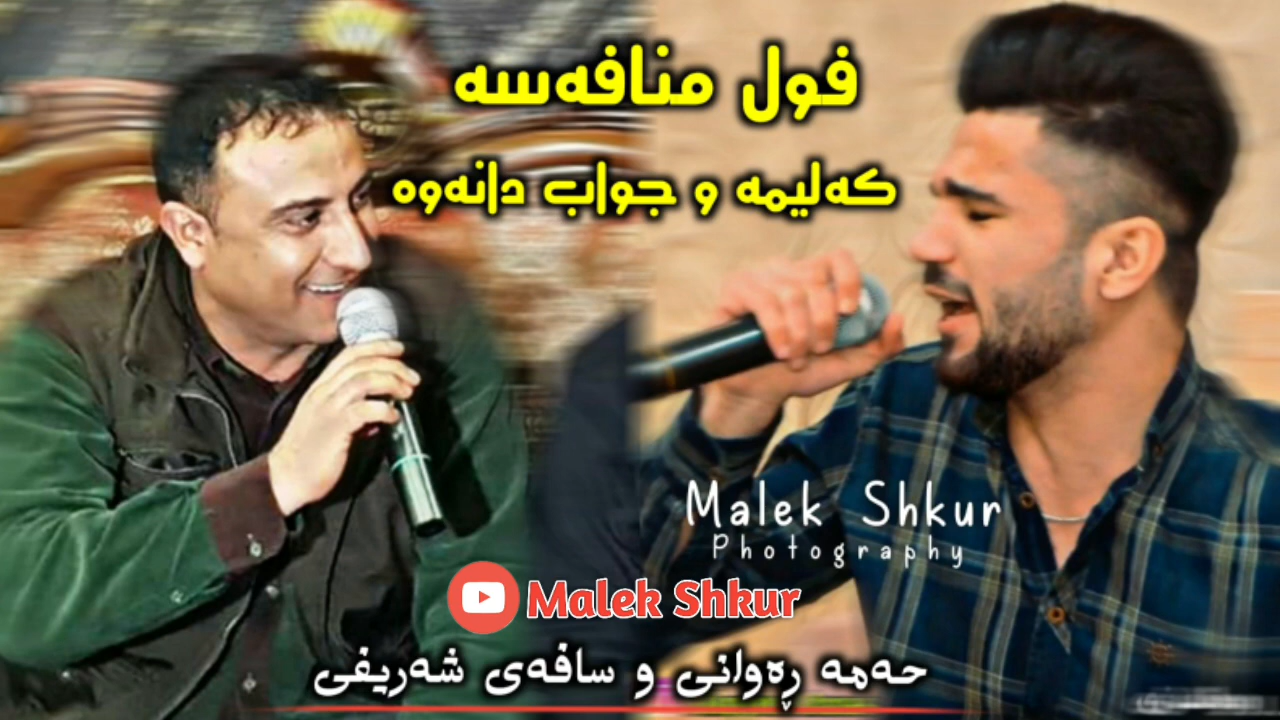 فول منافەسە
کەلیمە و جواب دانەوە
Malek Shkur
Photography
Malek Shkur
حەمە ڕەوانی و سافەی شەریفی